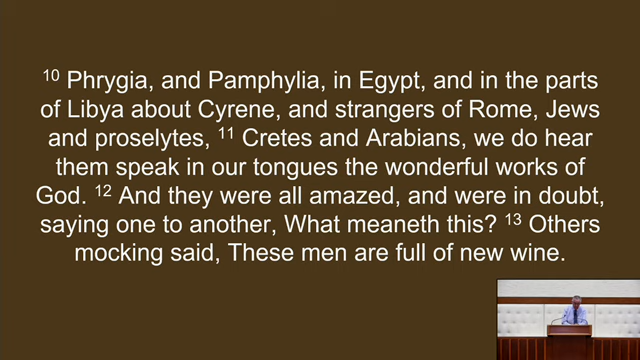 10 Phrygia, and Pamphylia, in Egypt, and in the parts
of Libya about Cyrene, and strangers of Rome, Jews
and proselytes, 11 Cretes and Arabians, we do hear
them speak in our tongues the wonderful works of
God. 12 And they were all amazed, and were in doubt,
saying one to another, What meaneth this? 13 Others
mocking said, These men are full of new wine.